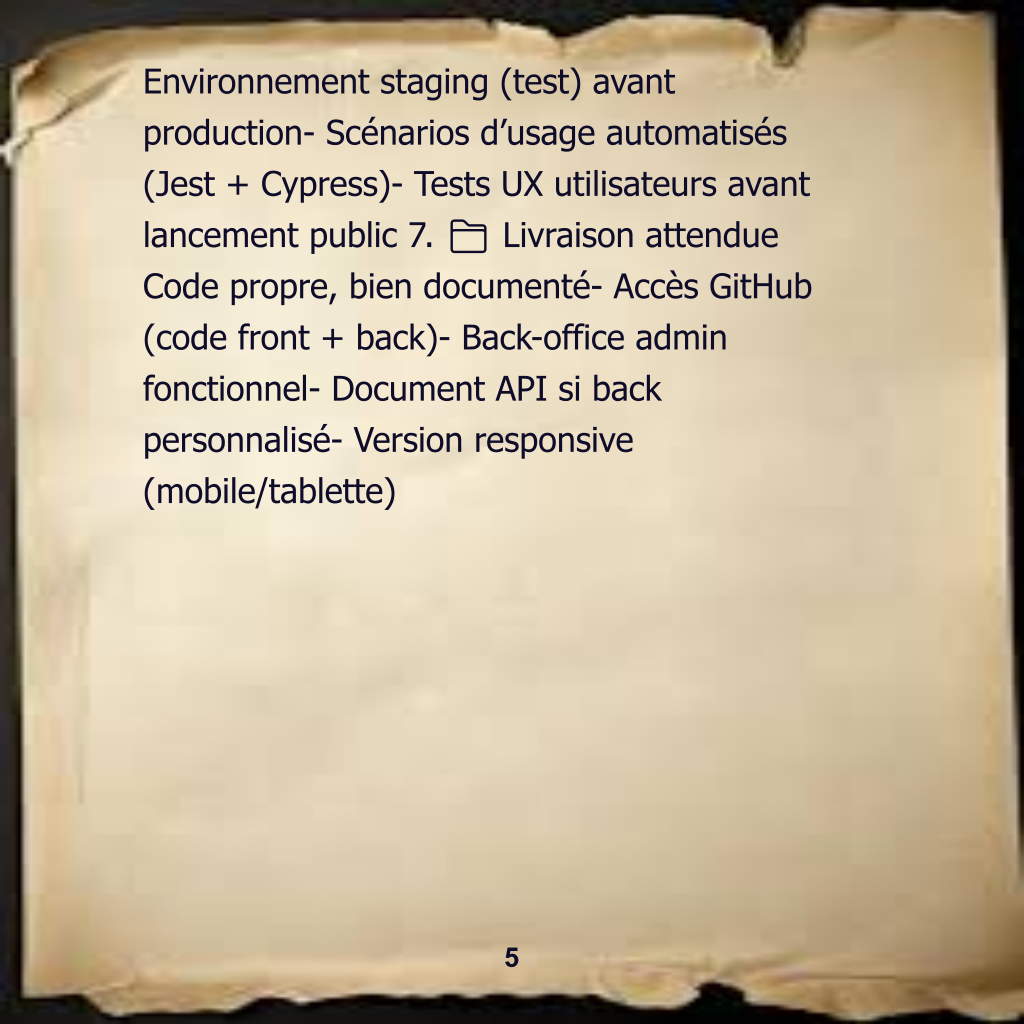 Environnement staging (test) avant
production- Scénarios d’usage automatisés
(Jest + Cypress)- Tests UX utilisateurs avant
lancement public 7. 🗀 Livraison attendue
Code propre, bien documenté- Accès GitHub
(code front + back)- Back-office admin
fonctionnel- Document API si back
personnalisé- Version responsive
(mobile/tablette)
5